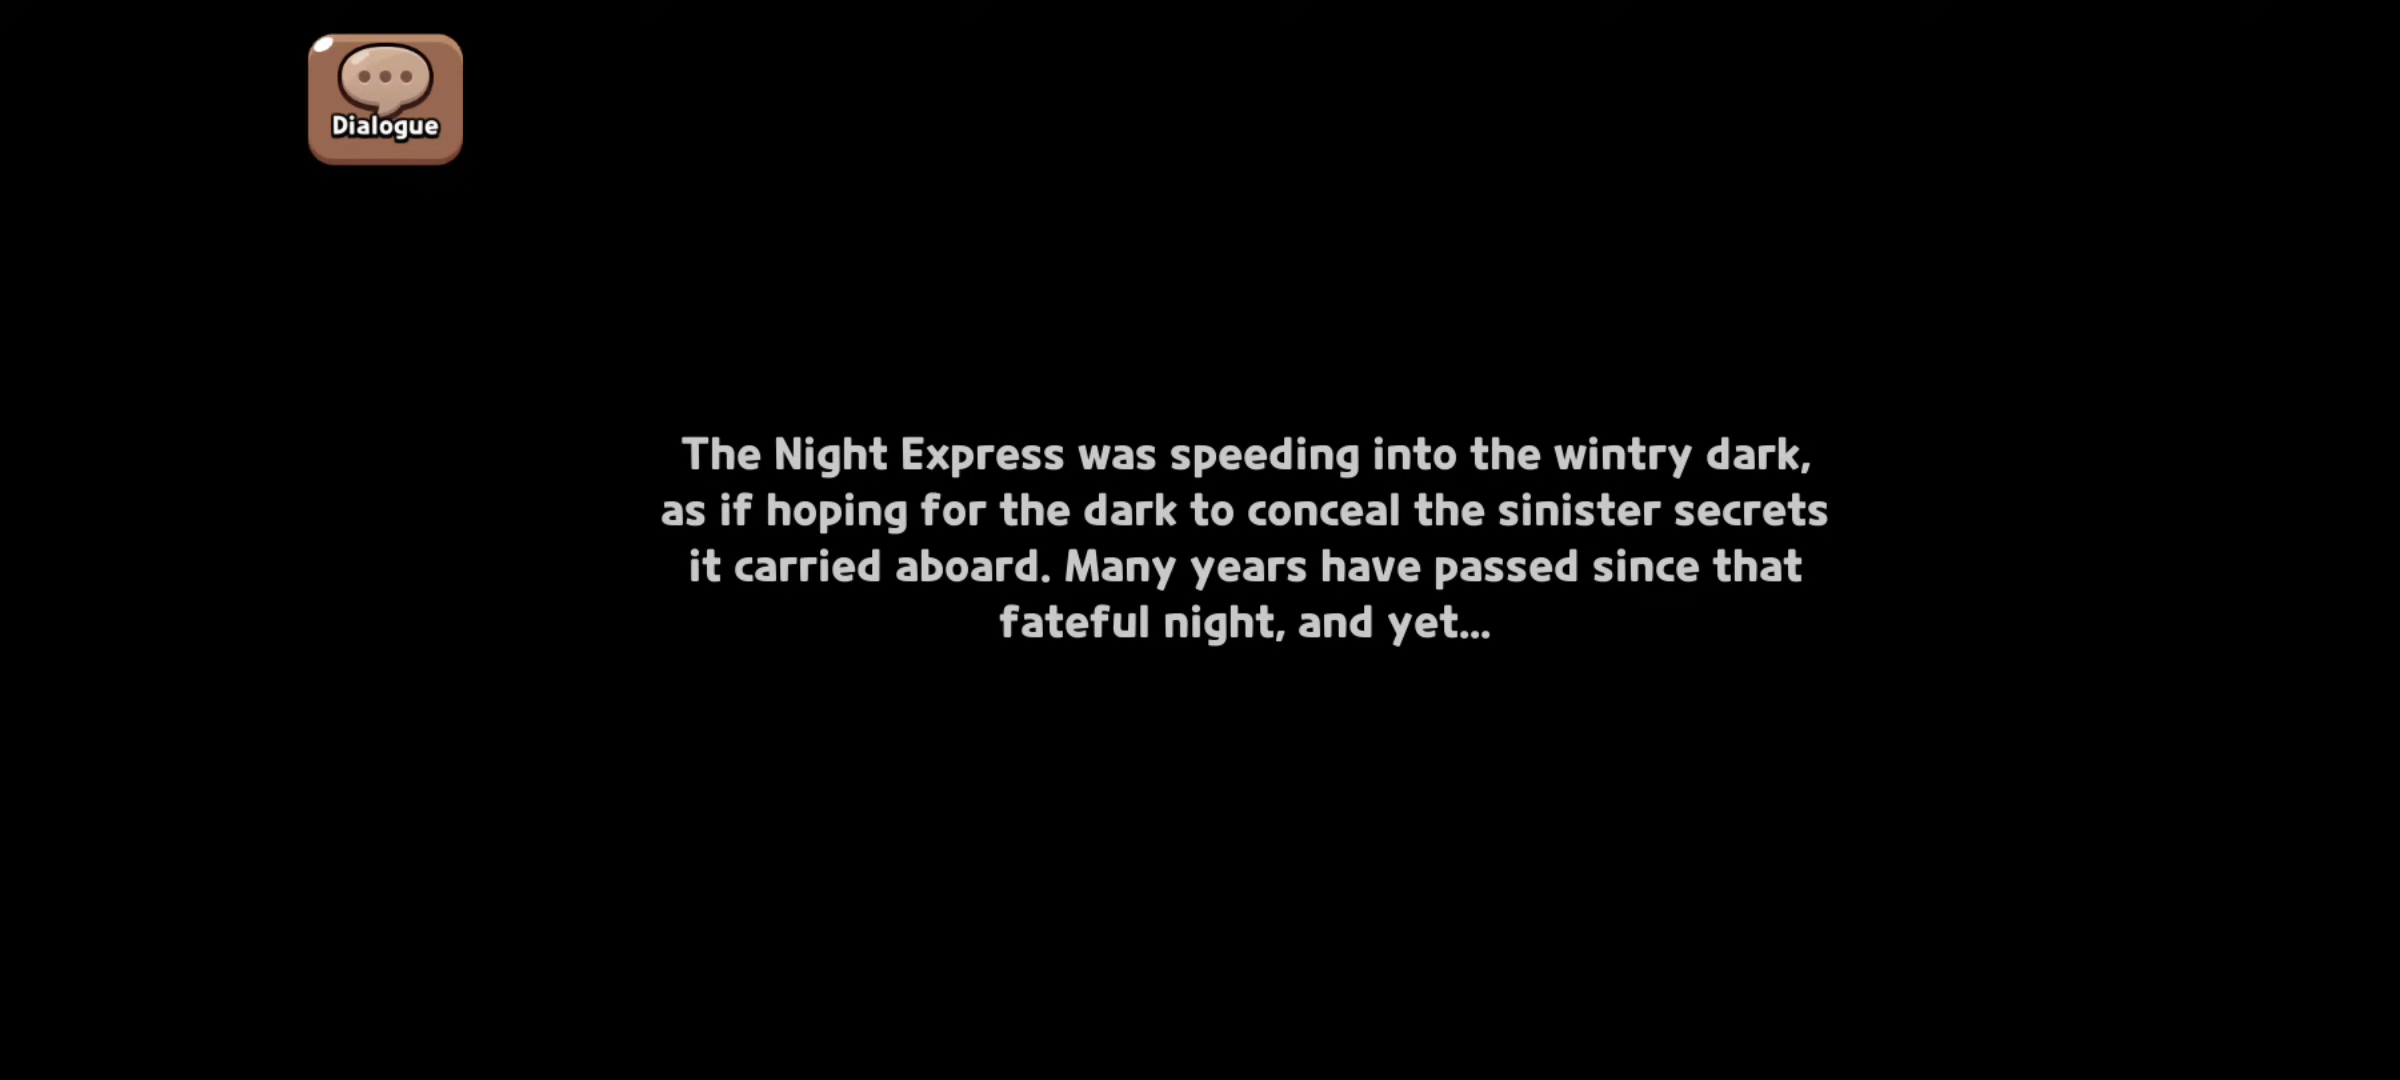 Dialogue
The Night Express was speeding into the wintry dark,
as if hoping for the dark to conceal the sinister secrets
it carried aboard. Many years have passed since that
fateful night, and yet...